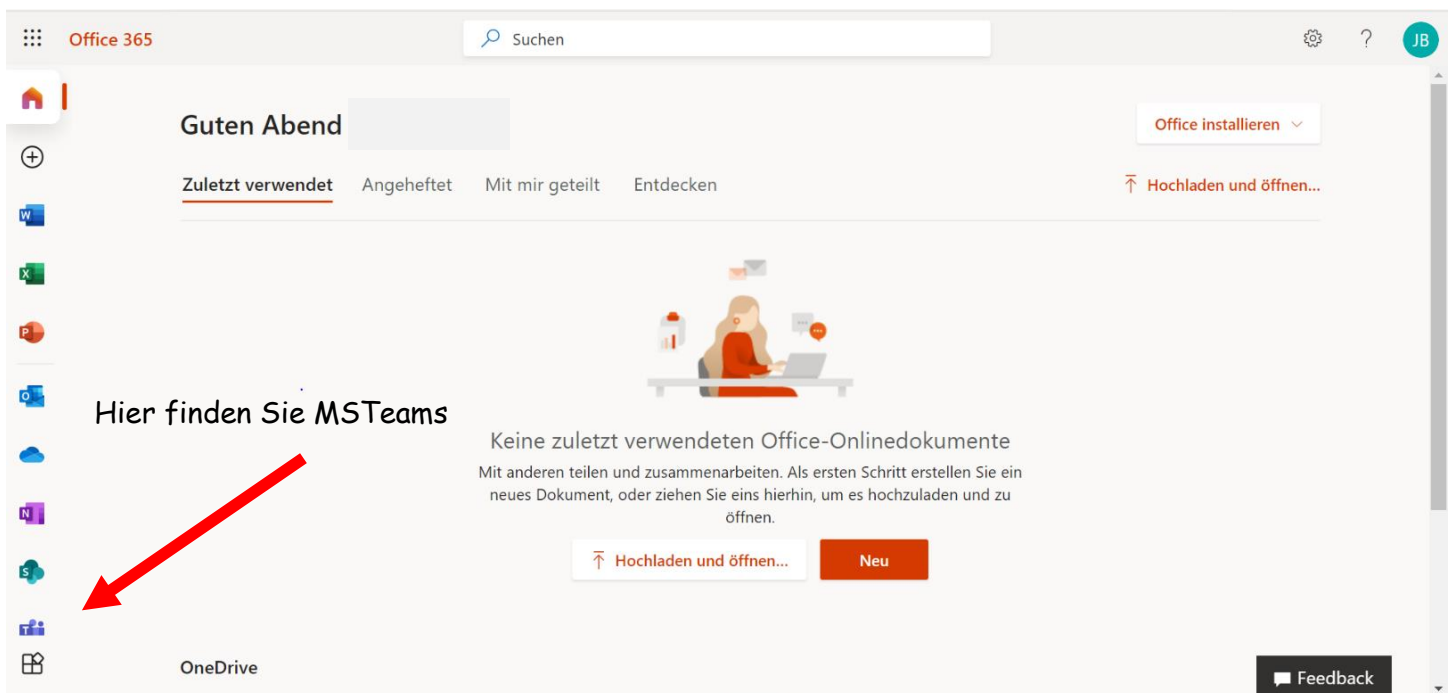 Office 365
Suchen
?
JB
Guten Abend
Office installieren
Zuletzt verwendet Angeheftet Mit mir geteilt Entdecken
Hochladen und öffnen...
W
X
P
O
N
S
T
Hier finden Sie MSTeams
Keine zuletzt verwendeten Office-Onlinedokumente
Mit anderen teilen und zusammenarbeiten. Als ersten Schritt erstellen Sie ein
neues Dokument, oder ziehen Sie eins hierhin, um es hochzuladen und zu
öffnen.
Hochladen und öffnen... Neu
OneDrive
Feedback